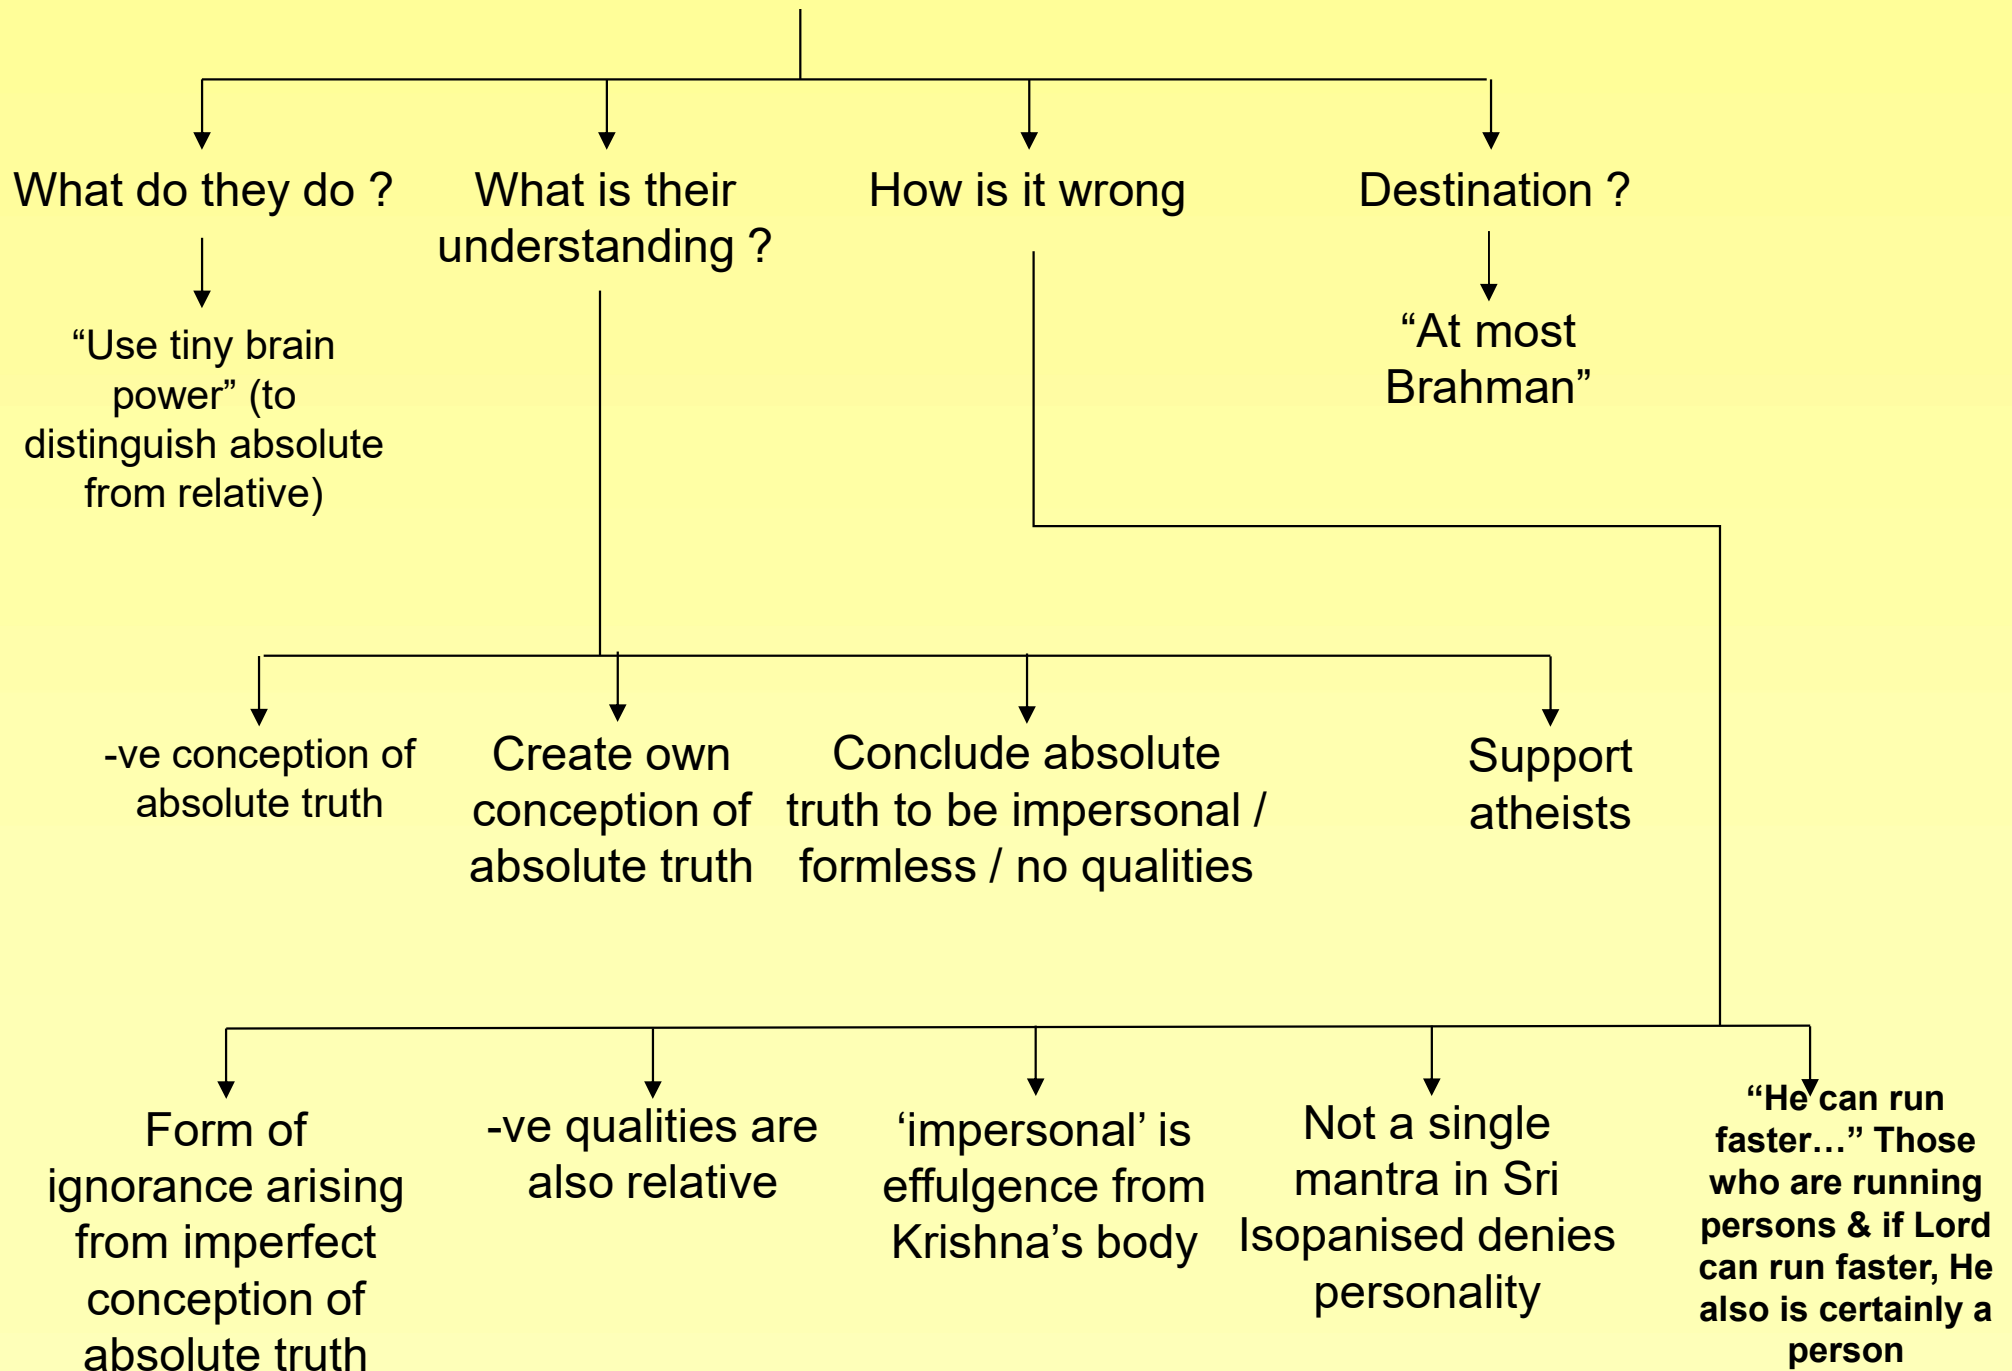 What do they do ?
What is their
understanding ?
How is it wrong
Destination ?
“Use tiny brain
power” (to
distinguish absolute
from relative)
“At most
Brahman”
-ve conception of
absolute truth
Create own
conception of
absolute truth
Conclude absolute
truth to be impersonal /
formless / no qualities
Support
atheists
Form of
ignorance arising
from imperfect
conception of
absolute truth
-ve qualities are
also relative
‘impersonal’ is
effulgence from
Krishna’s body
Not a single
mantra in Sri
Isopanised denies
personality
“He can run
faster…” Those
who are running
persons & if Lord
can run faster, He
also is certainly a
person